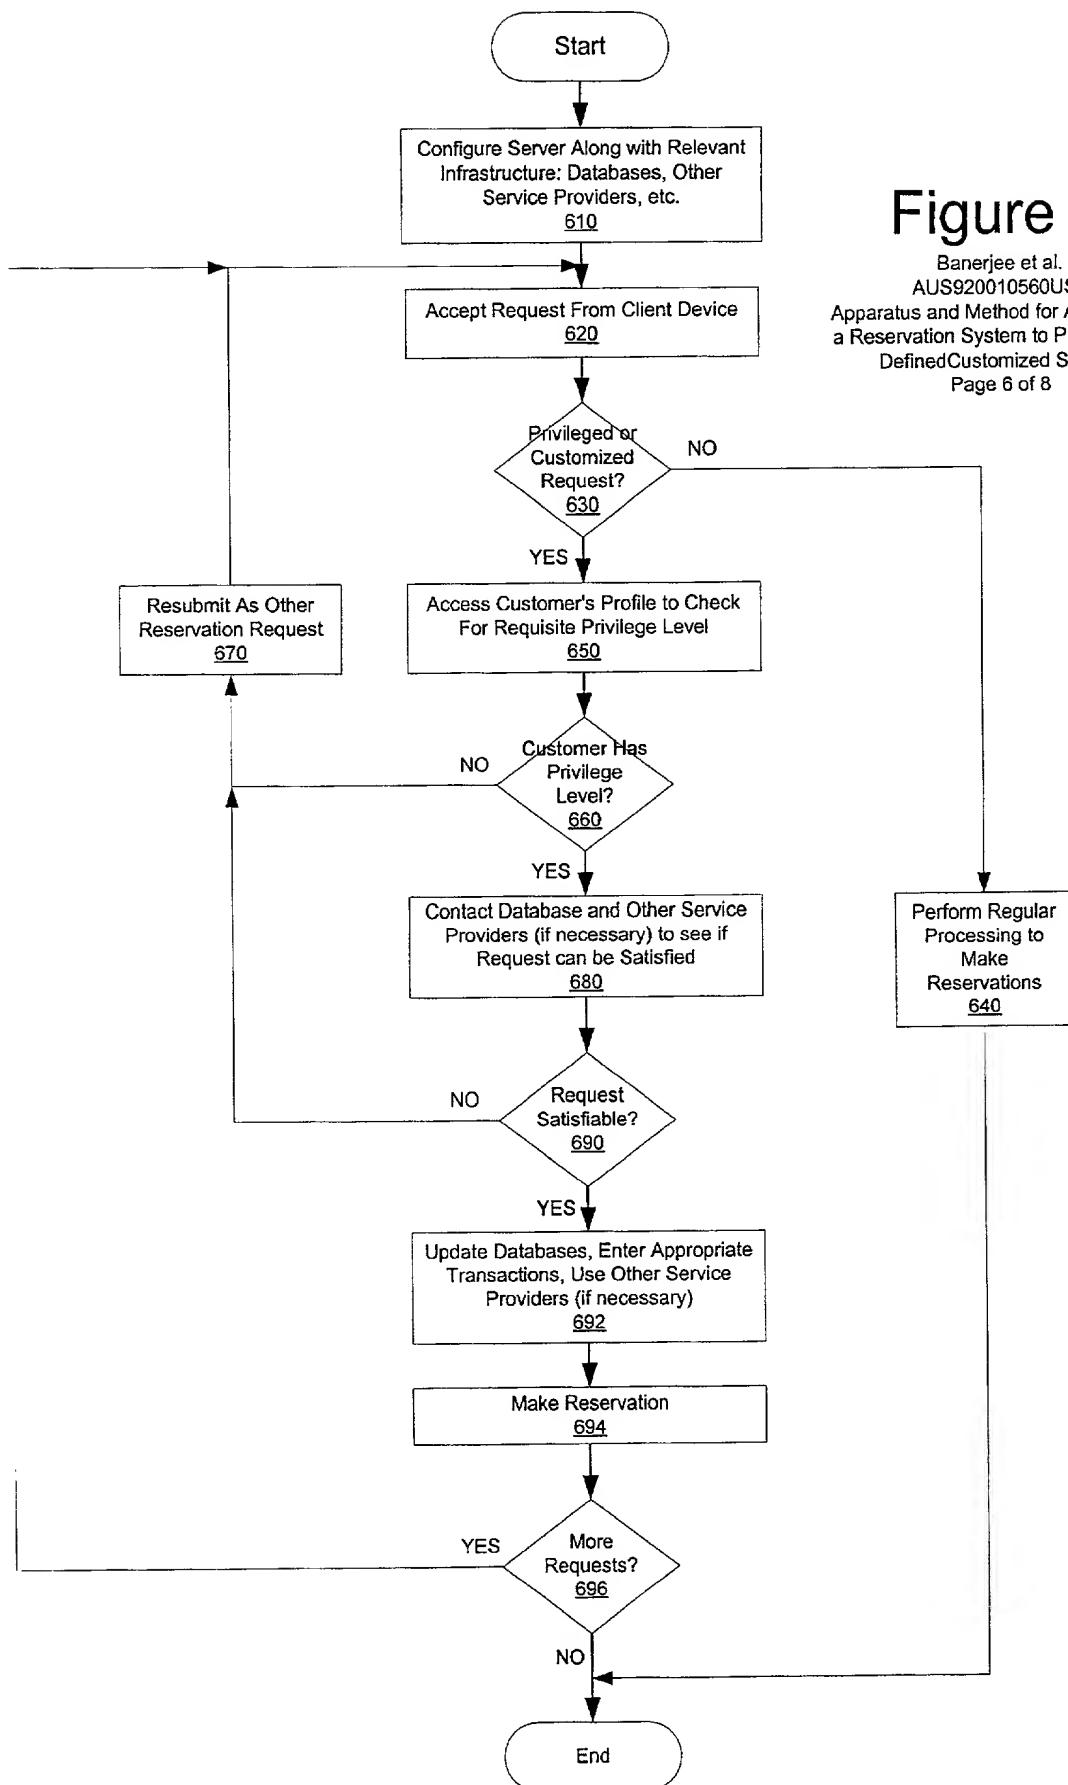 Start
Configure Server Along with Relevant
Infrastructure: Databases, Other
Service Providers, etc.
610
Figure
Banerjee et al.
AUS920010560US
Apparatus and Method for A
a Reservation System to P
DefinedCustomized S
Page 6 of 8
Accept Request From Client Device
620
Privileged or
Customized
Request?
630
NO
YES
Resubmit As Other
Reservation Request
670
Access Customer's Profile to Check
For Requisite Privilege Level
650
Customer Has
Privilege
Level?
660
NO
YES
Contact Database and Other Service
Providers (if necessary) to see if
Request can be Satisfied
680
Perform Regular
Processing to
Make
Reservations
640
Request
Satisfiable?
690
NO
YES
Update Databases, Enter Appropriate
Transactions, Use Other Service
Providers (if necessary)
692
Make Reservation
694
More
Requests?
696
YES
NO
End